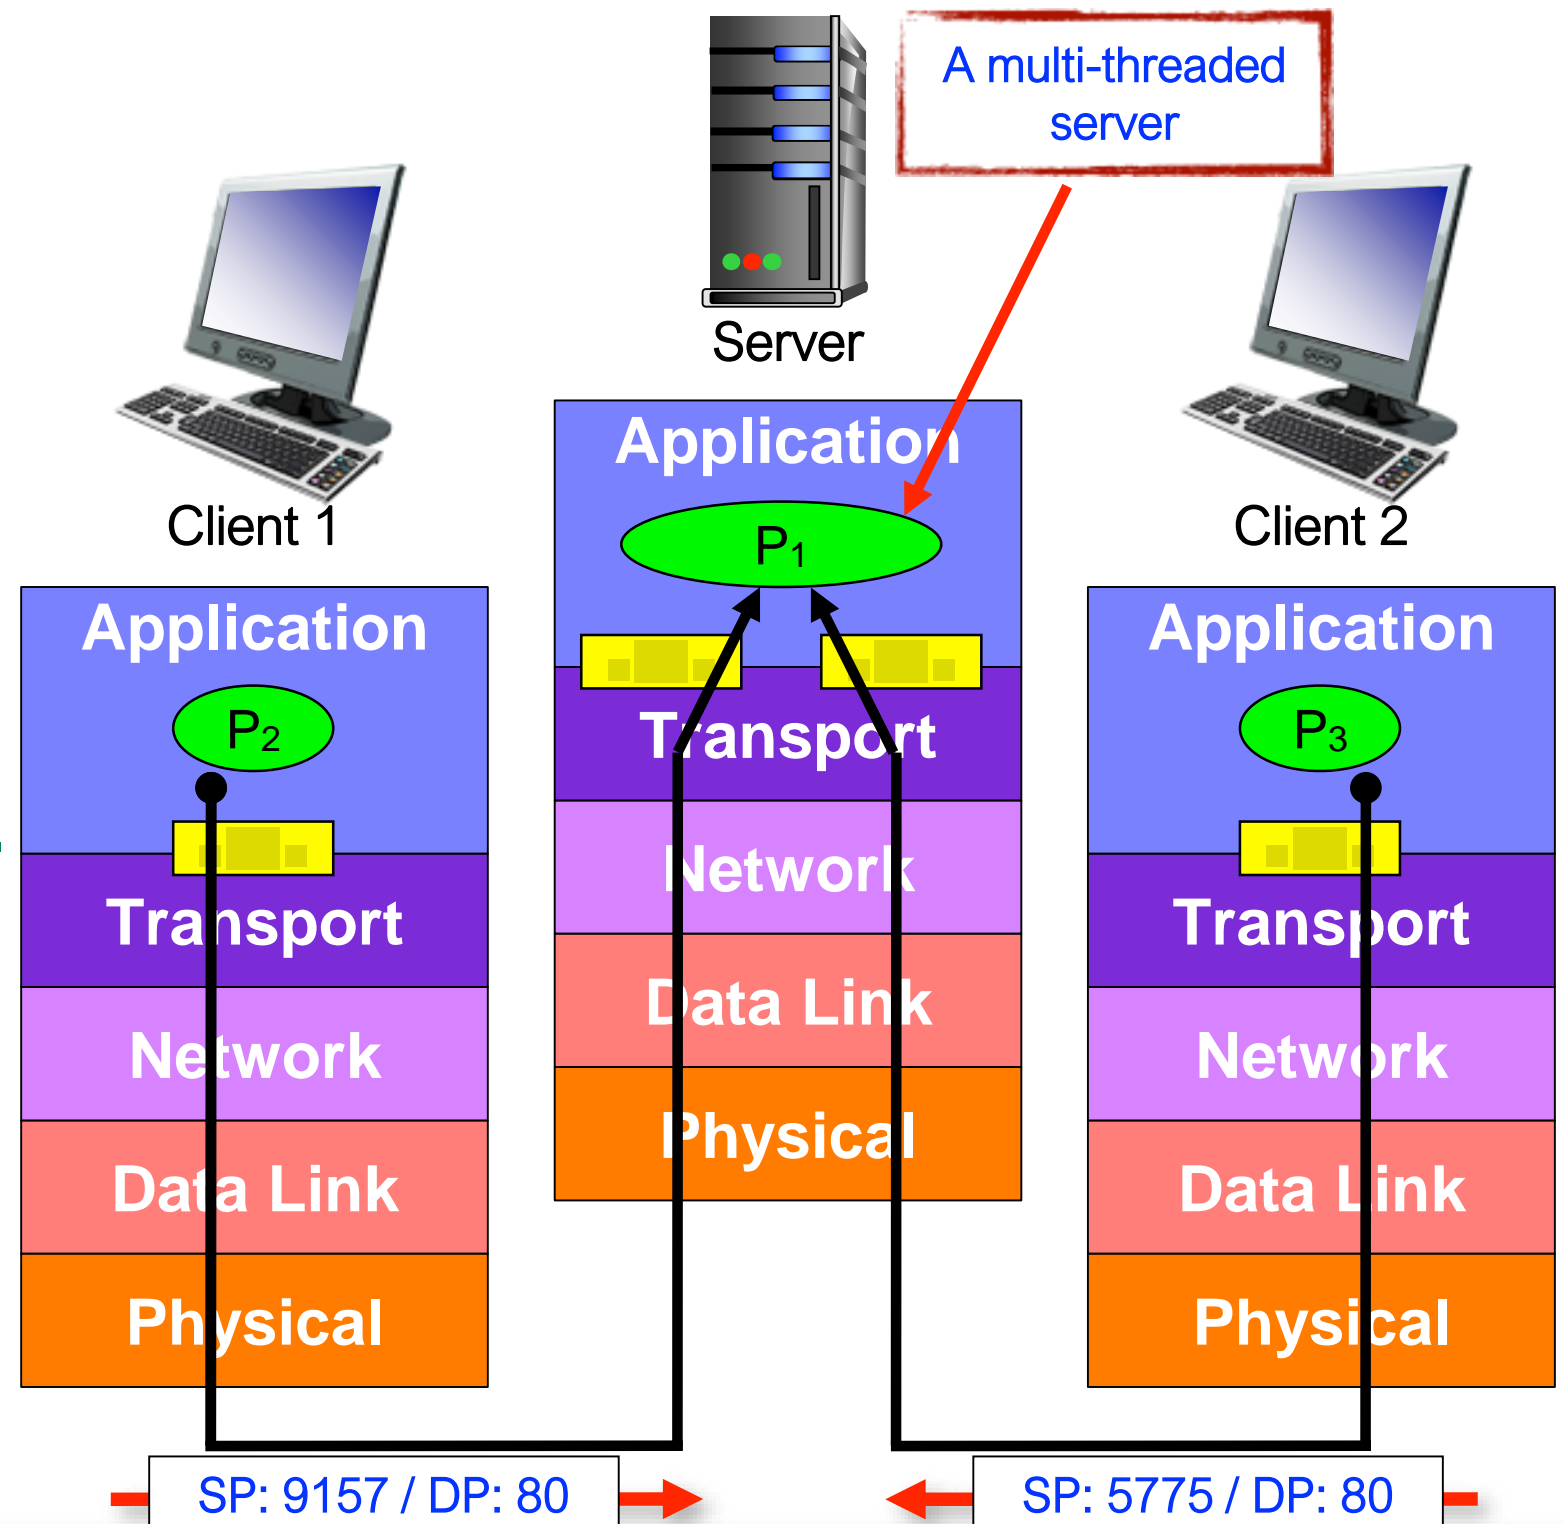 A multi-threaded
server
Server
Client 1
Client 2
Application
P₁
Transport
Network
Data Link
Physical
Application
P₂
Transport
Network
Data Link
Physical
Application
P₃
Transport
Network
Data Link
Physical
SP: 9157 / DP: 80
SP: 5775 / DP: 80